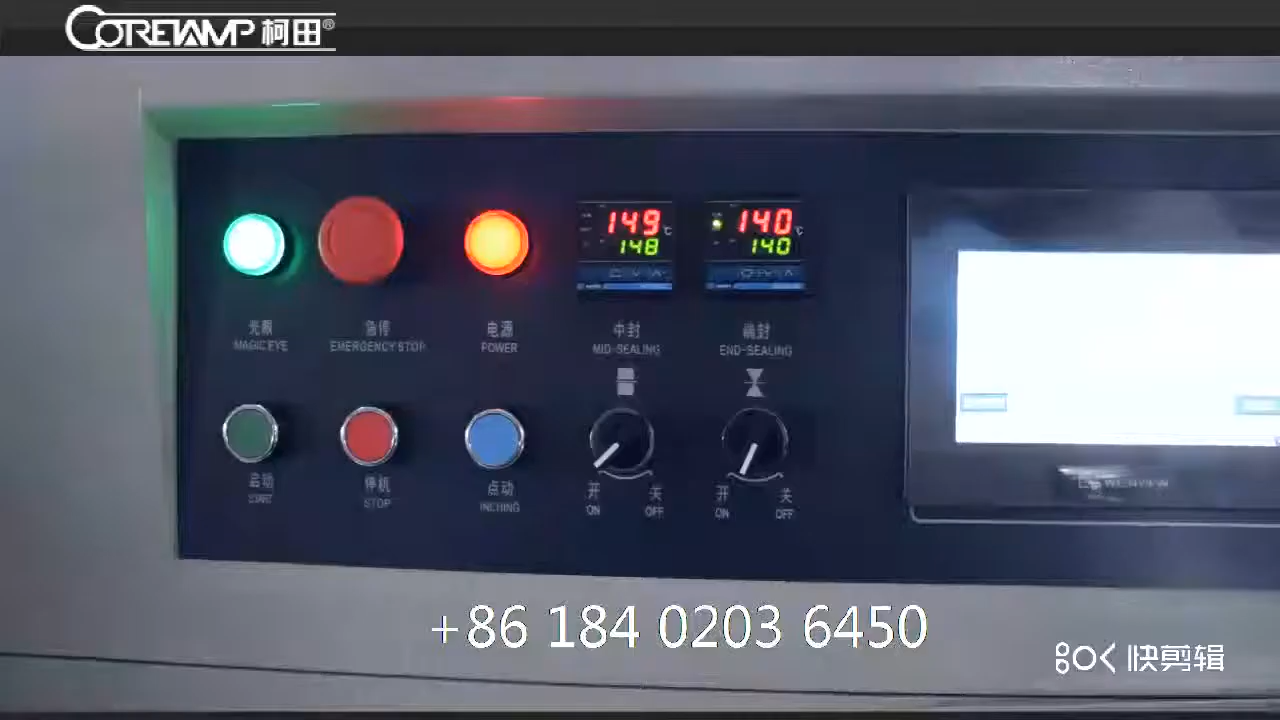 CORETAMP 柯田®
149 ℃
148
140 ℃
140
光眼
MAGIC EYE
急停
EMERGENCY STOP
电源
POWER
中封
MID-SEALING
端封
END-SEALING
启动
START
停机
STOP
点动
INCHING
开 关
ON OFF
开 关
ON OFF
WEINVIEW
+86 184 0203 6450
快剪辑